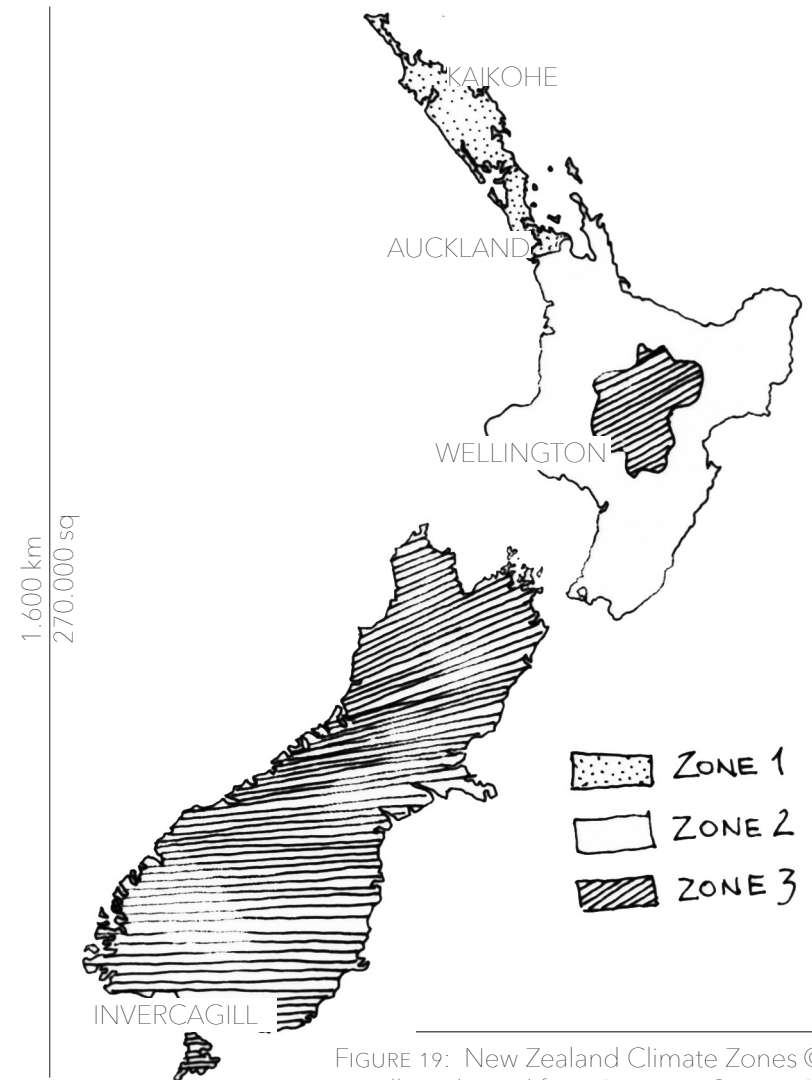 KAIKOHE
AUCKLAND
WELLINGTON
1.600 km
270.000 sq
ZONE 1
ZONE 2
ZONE 3
INVERCAGILL
FIGURE 19: New Zealand Climate Zones ©